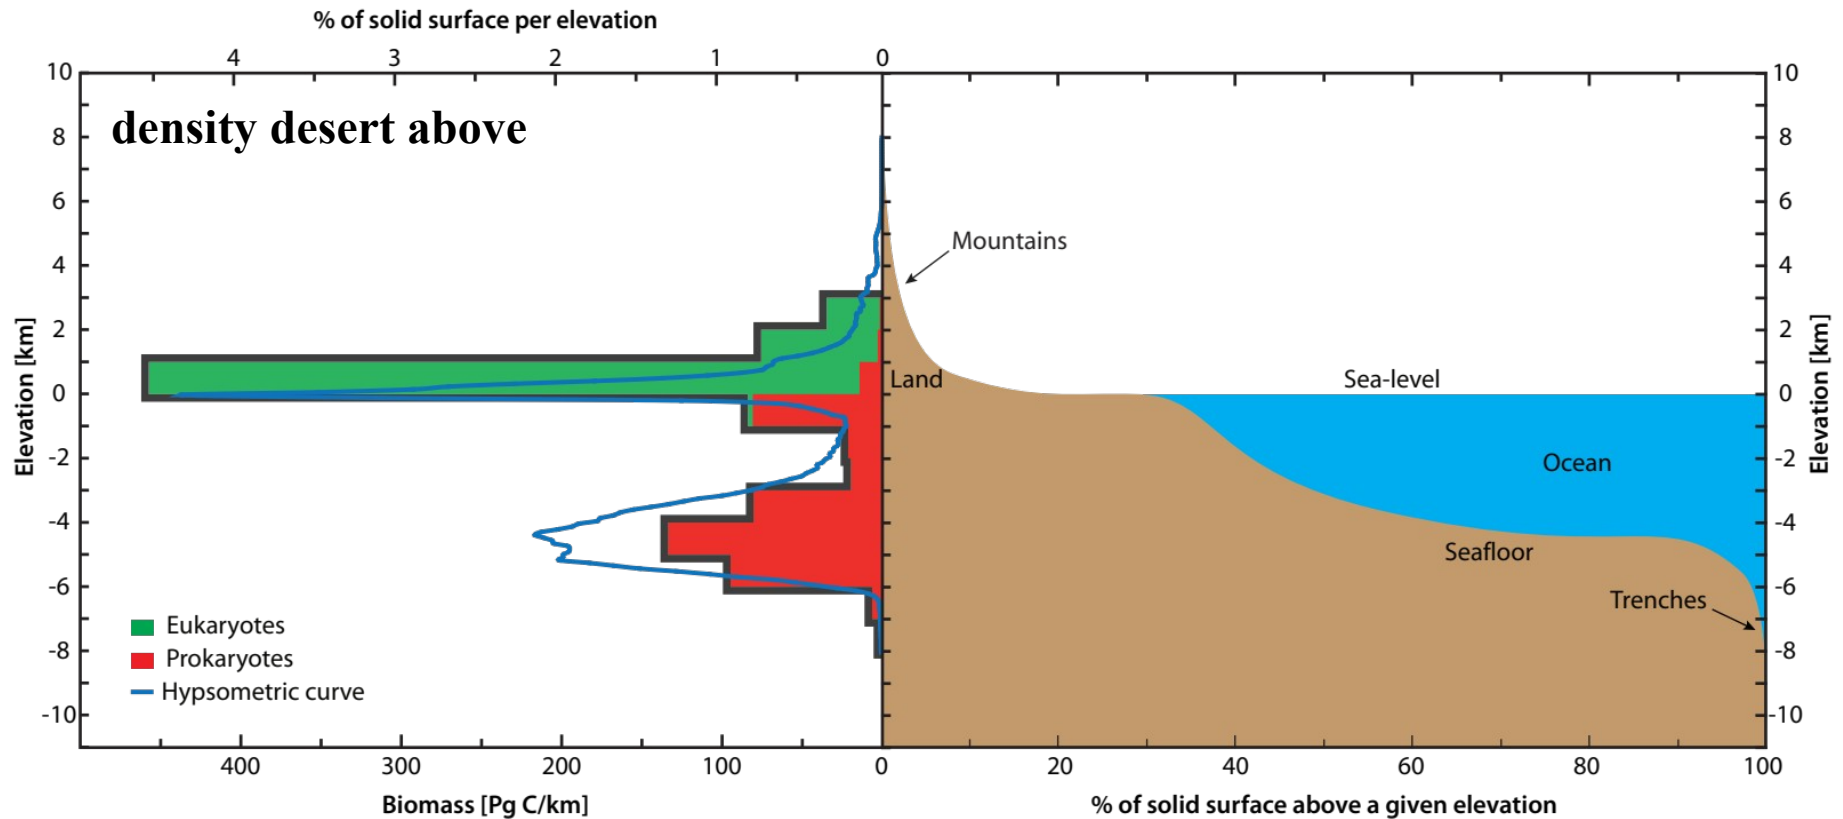 % of solid surface per elevation
4 3 2 1 0
10 10
density desert above
8 8
6 6
Mountains
4 4
2 2
Elevation [km]
Elevation [km]
Land
Sea-level
0 0
-2 -2
Ocean
-4 -4
Seafloor
-6 -6
Trenches
Eukaryotes
-8 -8
Prokaryotes
Hypsometric curve
-10 -10
400 300 200 100 0 20 40 60 80 100
Biomass [Pg C/km]
% of solid surface above a given elevation